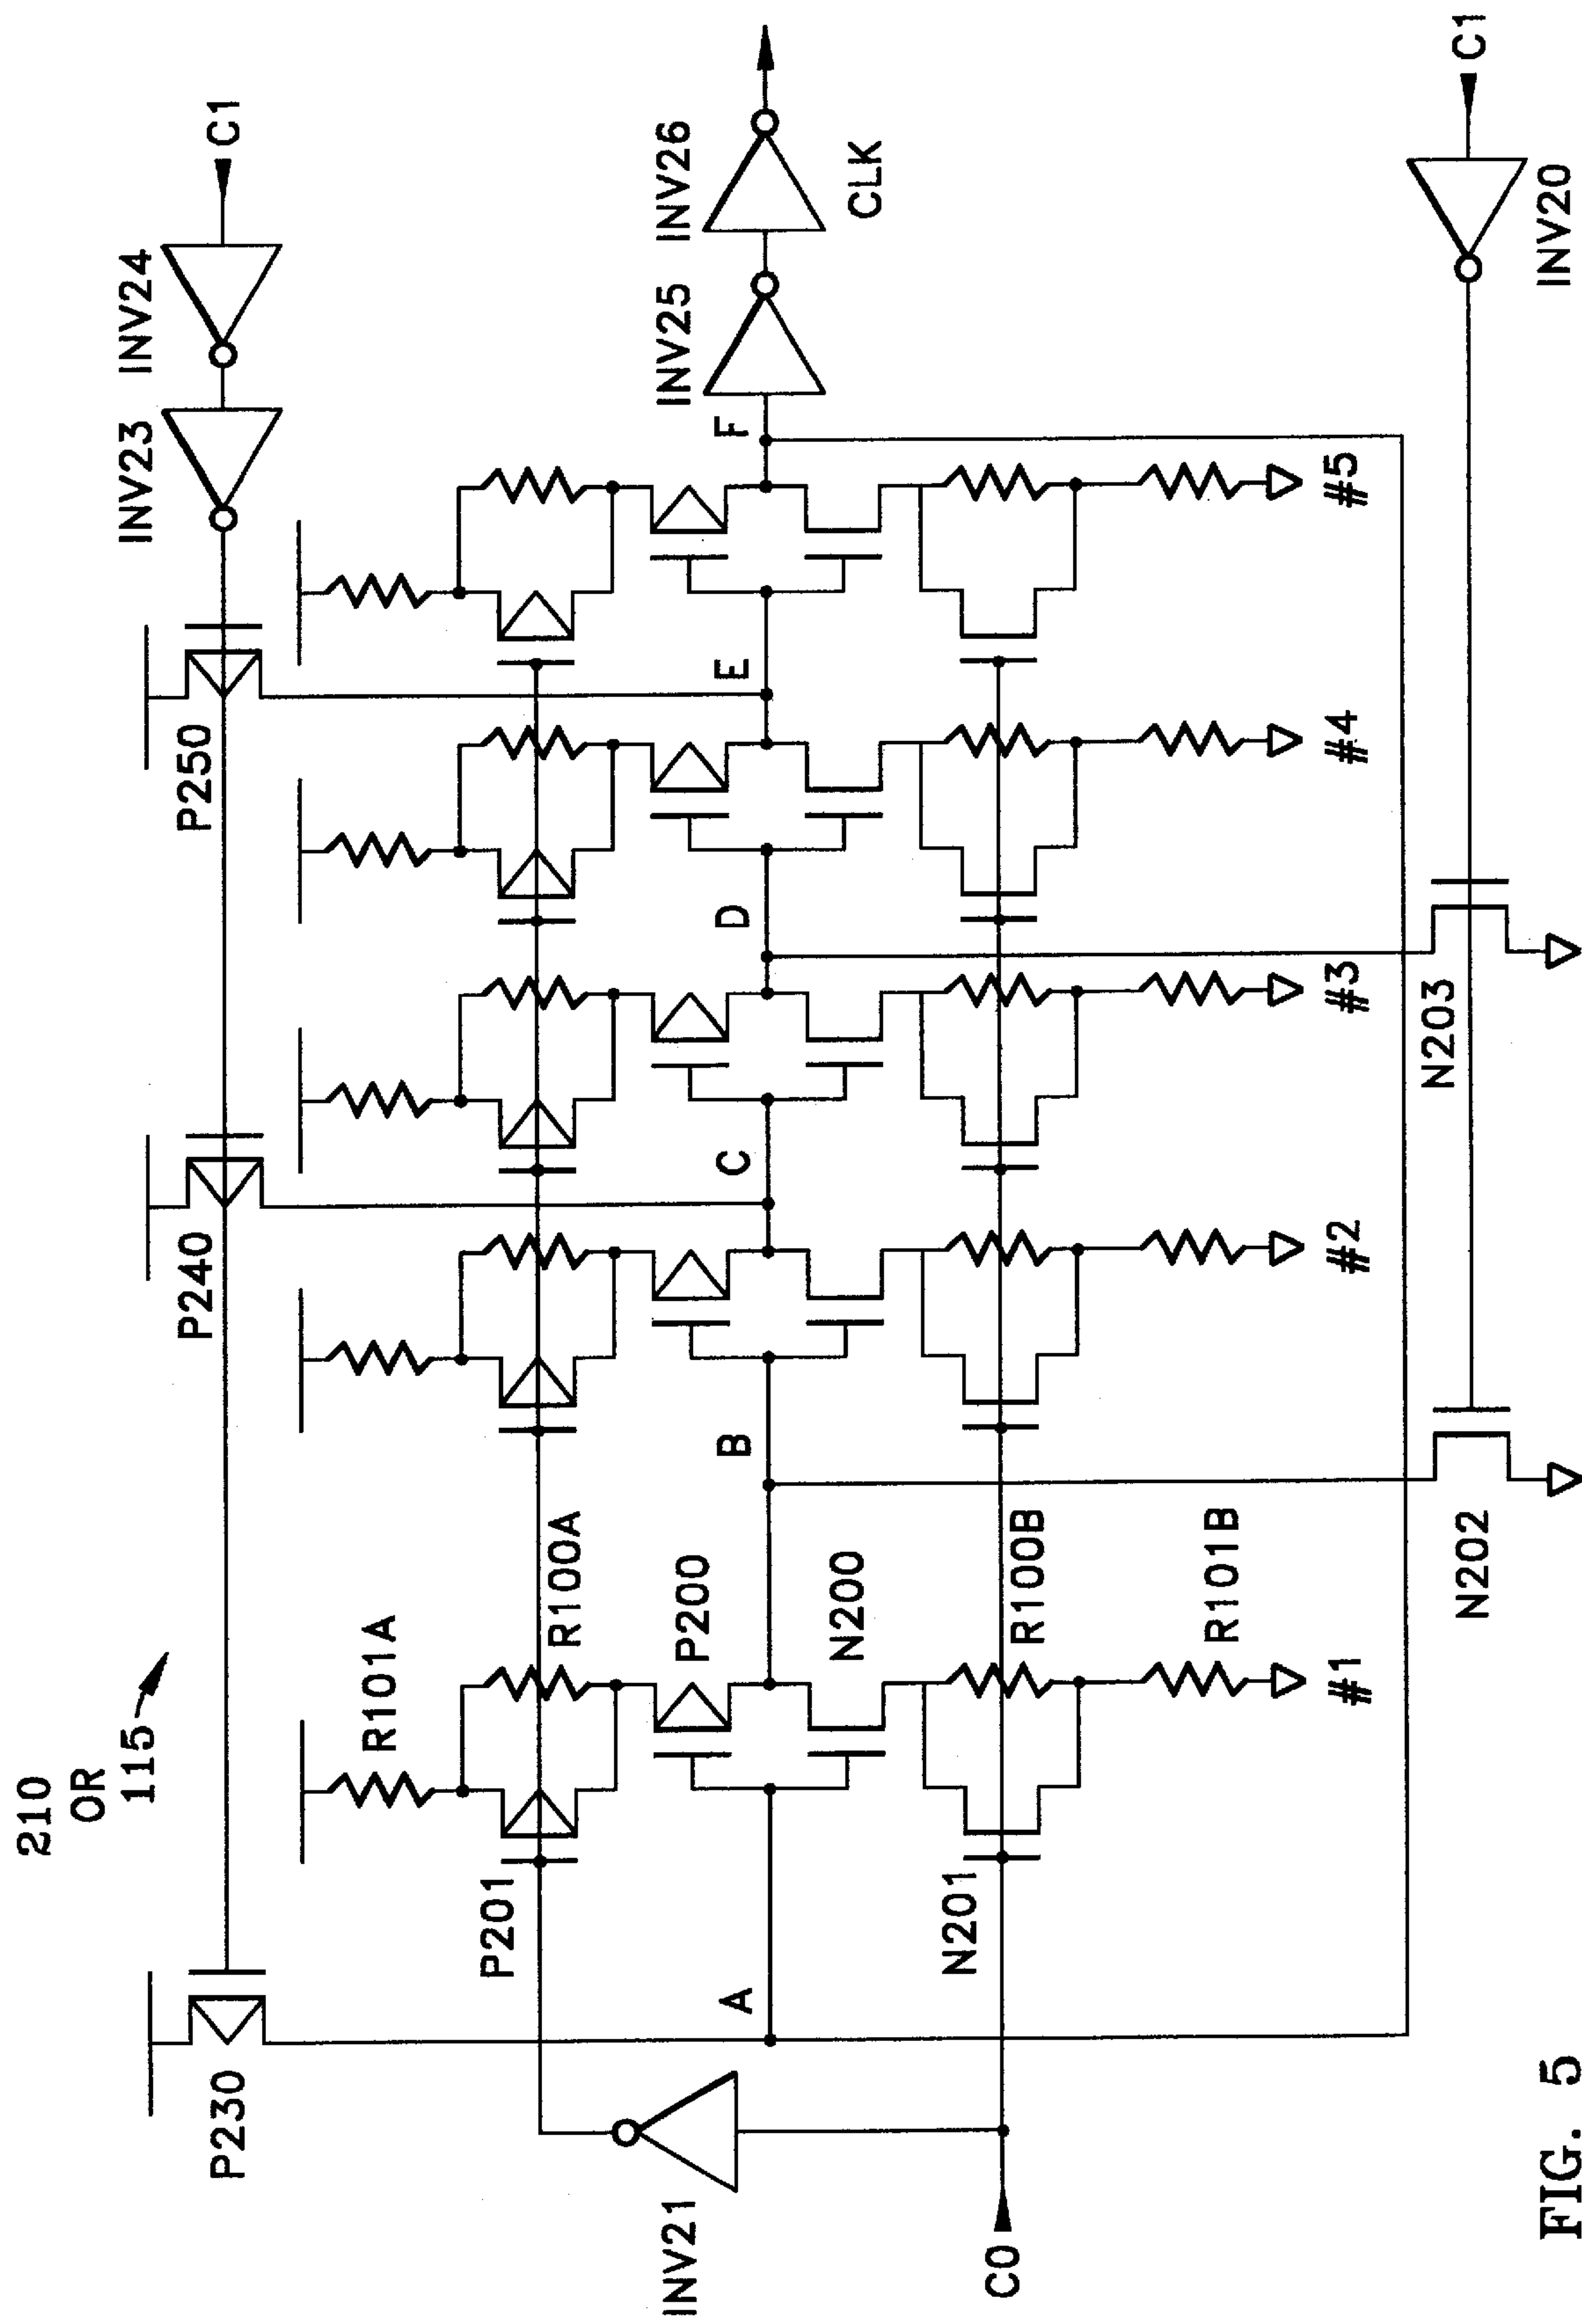 210
OR
115
C1
INV24
INV23
P250
P240
P230
R101A
P201
R100A
P200
N200
INV26
CLK
INV25
F
E
D
C
B
A
N201
R100B
R101B
#1
#2
#3
#4
#5
INV21
C0
C1
INV20
N203
N202
FIG. 5